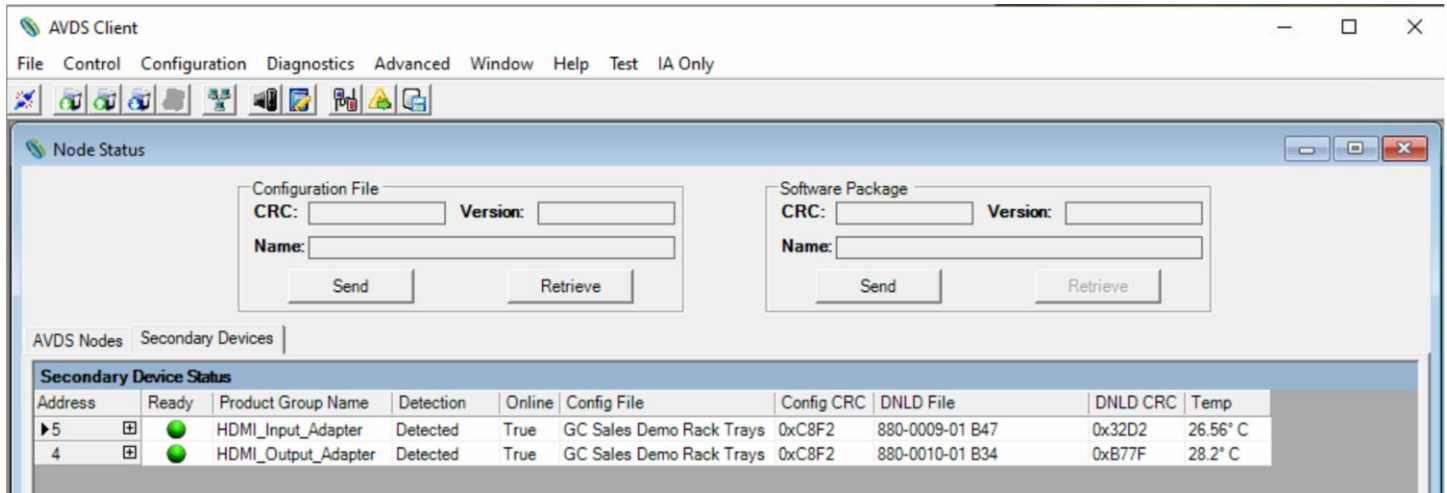 AVDS Client
File Control Configuration Diagnostics Advanced Window Help Test IA Only
Node Status
Configuration File
CRC: Version:
Name:
Send Retrieve
Software Package
CRC: Version:
Name:
Send Retrieve
AVDS Nodes Secondary Devices
Secondary Device Status
Address Ready Product Group Name Detection Online Config File Config CRC DNLD File DNLD CRC Temp
5 HDMI_Input_Adapter Detected True GC Sales Demo Rack Trays 0xC8F2 880-0009-01 B47 0x32D2 26.56° C
4 HDMI_Output_Adapter Detected True GC Sales Demo Rack Trays 0xC8F2 880-0010-01 B34 0xB77F 28.2° C